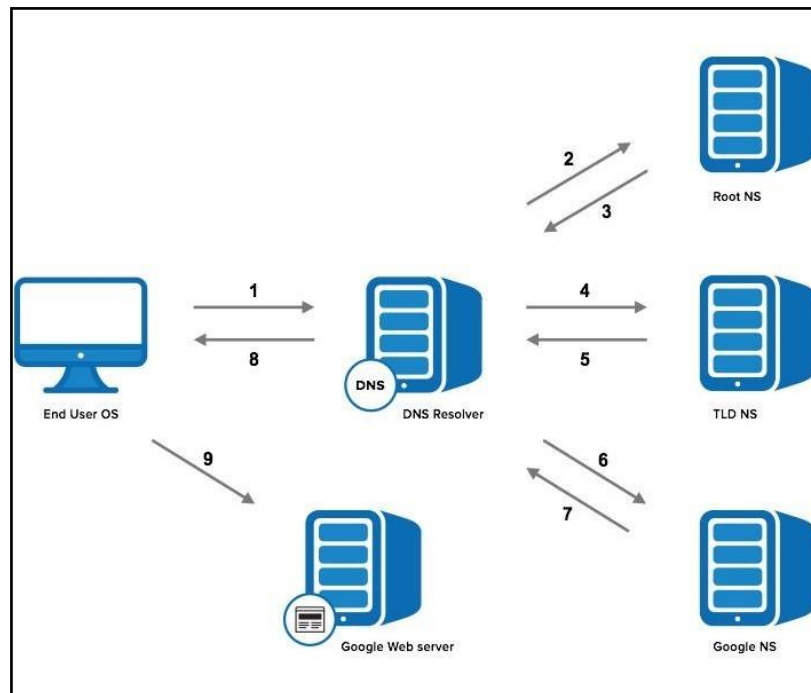 2
Root NS
3
1
4
8
5
DNS
End User OS
DNS Resolver
TLD NS
9
6
7
Google Web server
Google NS